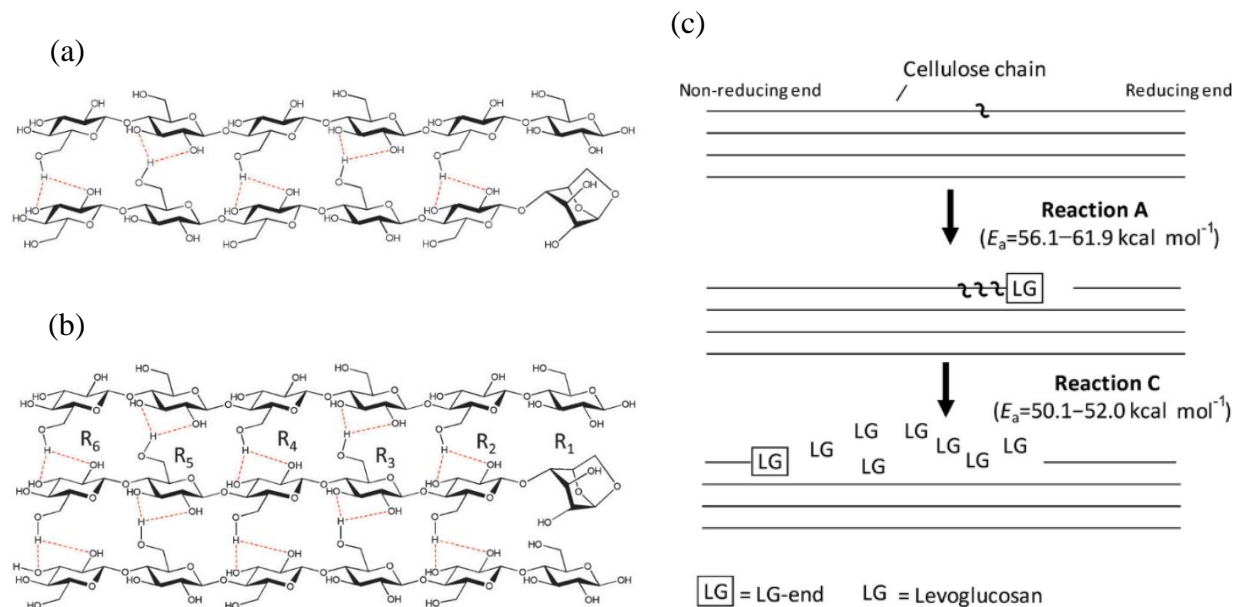 (a)
(b)
R6 R5 R4 R3 R2 R1
(c)
Cellulose chain
Non-reducing end
Reducing end
Reaction A
(Ea=56.1–61.9 kcal mol-1)
LG
Reaction C
(Ea=50.1–52.0 kcal mol-1)
LG LG LG LG LG LG LG LG
LG = LG-end LG = Levoglucosan